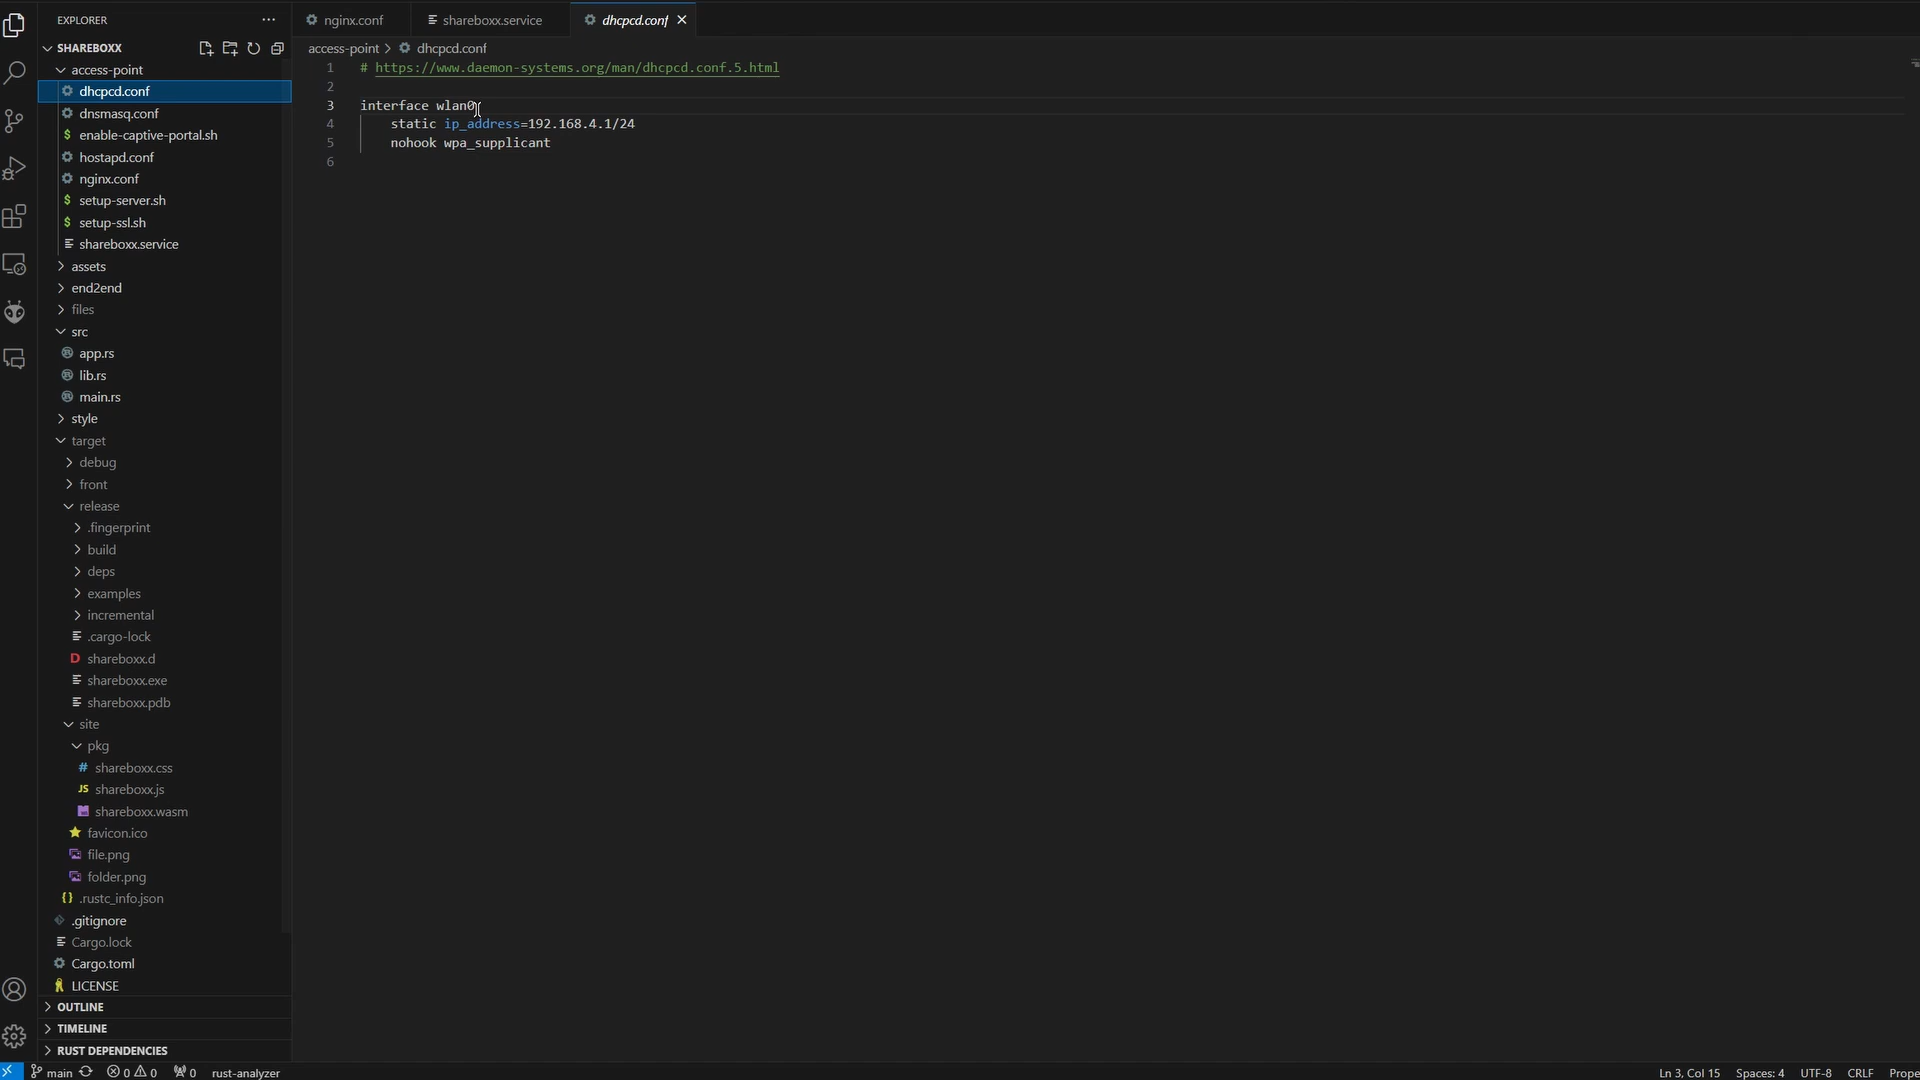 EXPLORER
SHAREBOXX
access-point
dhcpcd.conf
dnsmasq.conf
$ enable-captive-portal.sh
hostapd.conf
nginx.conf
$ setup-server.sh
$ setup-ssl.sh
shareboxx.service
assets
end2end
files
src
app.rs
lib.rs
main.rs
style
target
debug
front
release
.fingerprint
build
deps
examples
incremental
.cargo-lock
D shareboxx.d
shareboxx.exe
shareboxx.pdb
site
pkg
# shareboxx.css
JS shareboxx.js
shareboxx.wasm
favicon.ico
file.png
folder.png
{} .rustc_info.json
.gitignore
Cargo.lock
Cargo.toml
LICENSE
OUTLINE
TIMELINE
RUST DEPENDENCIES
nginx.conf shareboxx.service dhcpcd.conf
access-point > dhcpcd.conf
1 # https://www.daemon-systems.org/man/dhcpcd.conf.5.html
2
3 interface wlan0
4 static ip_address=192.168.4.1/24
5 nohook wpa_supplicant
6
main 0 0 0 rust-analyzer Ln 3, Col 15 Spaces: 4 UTF-8 CRLF Prope